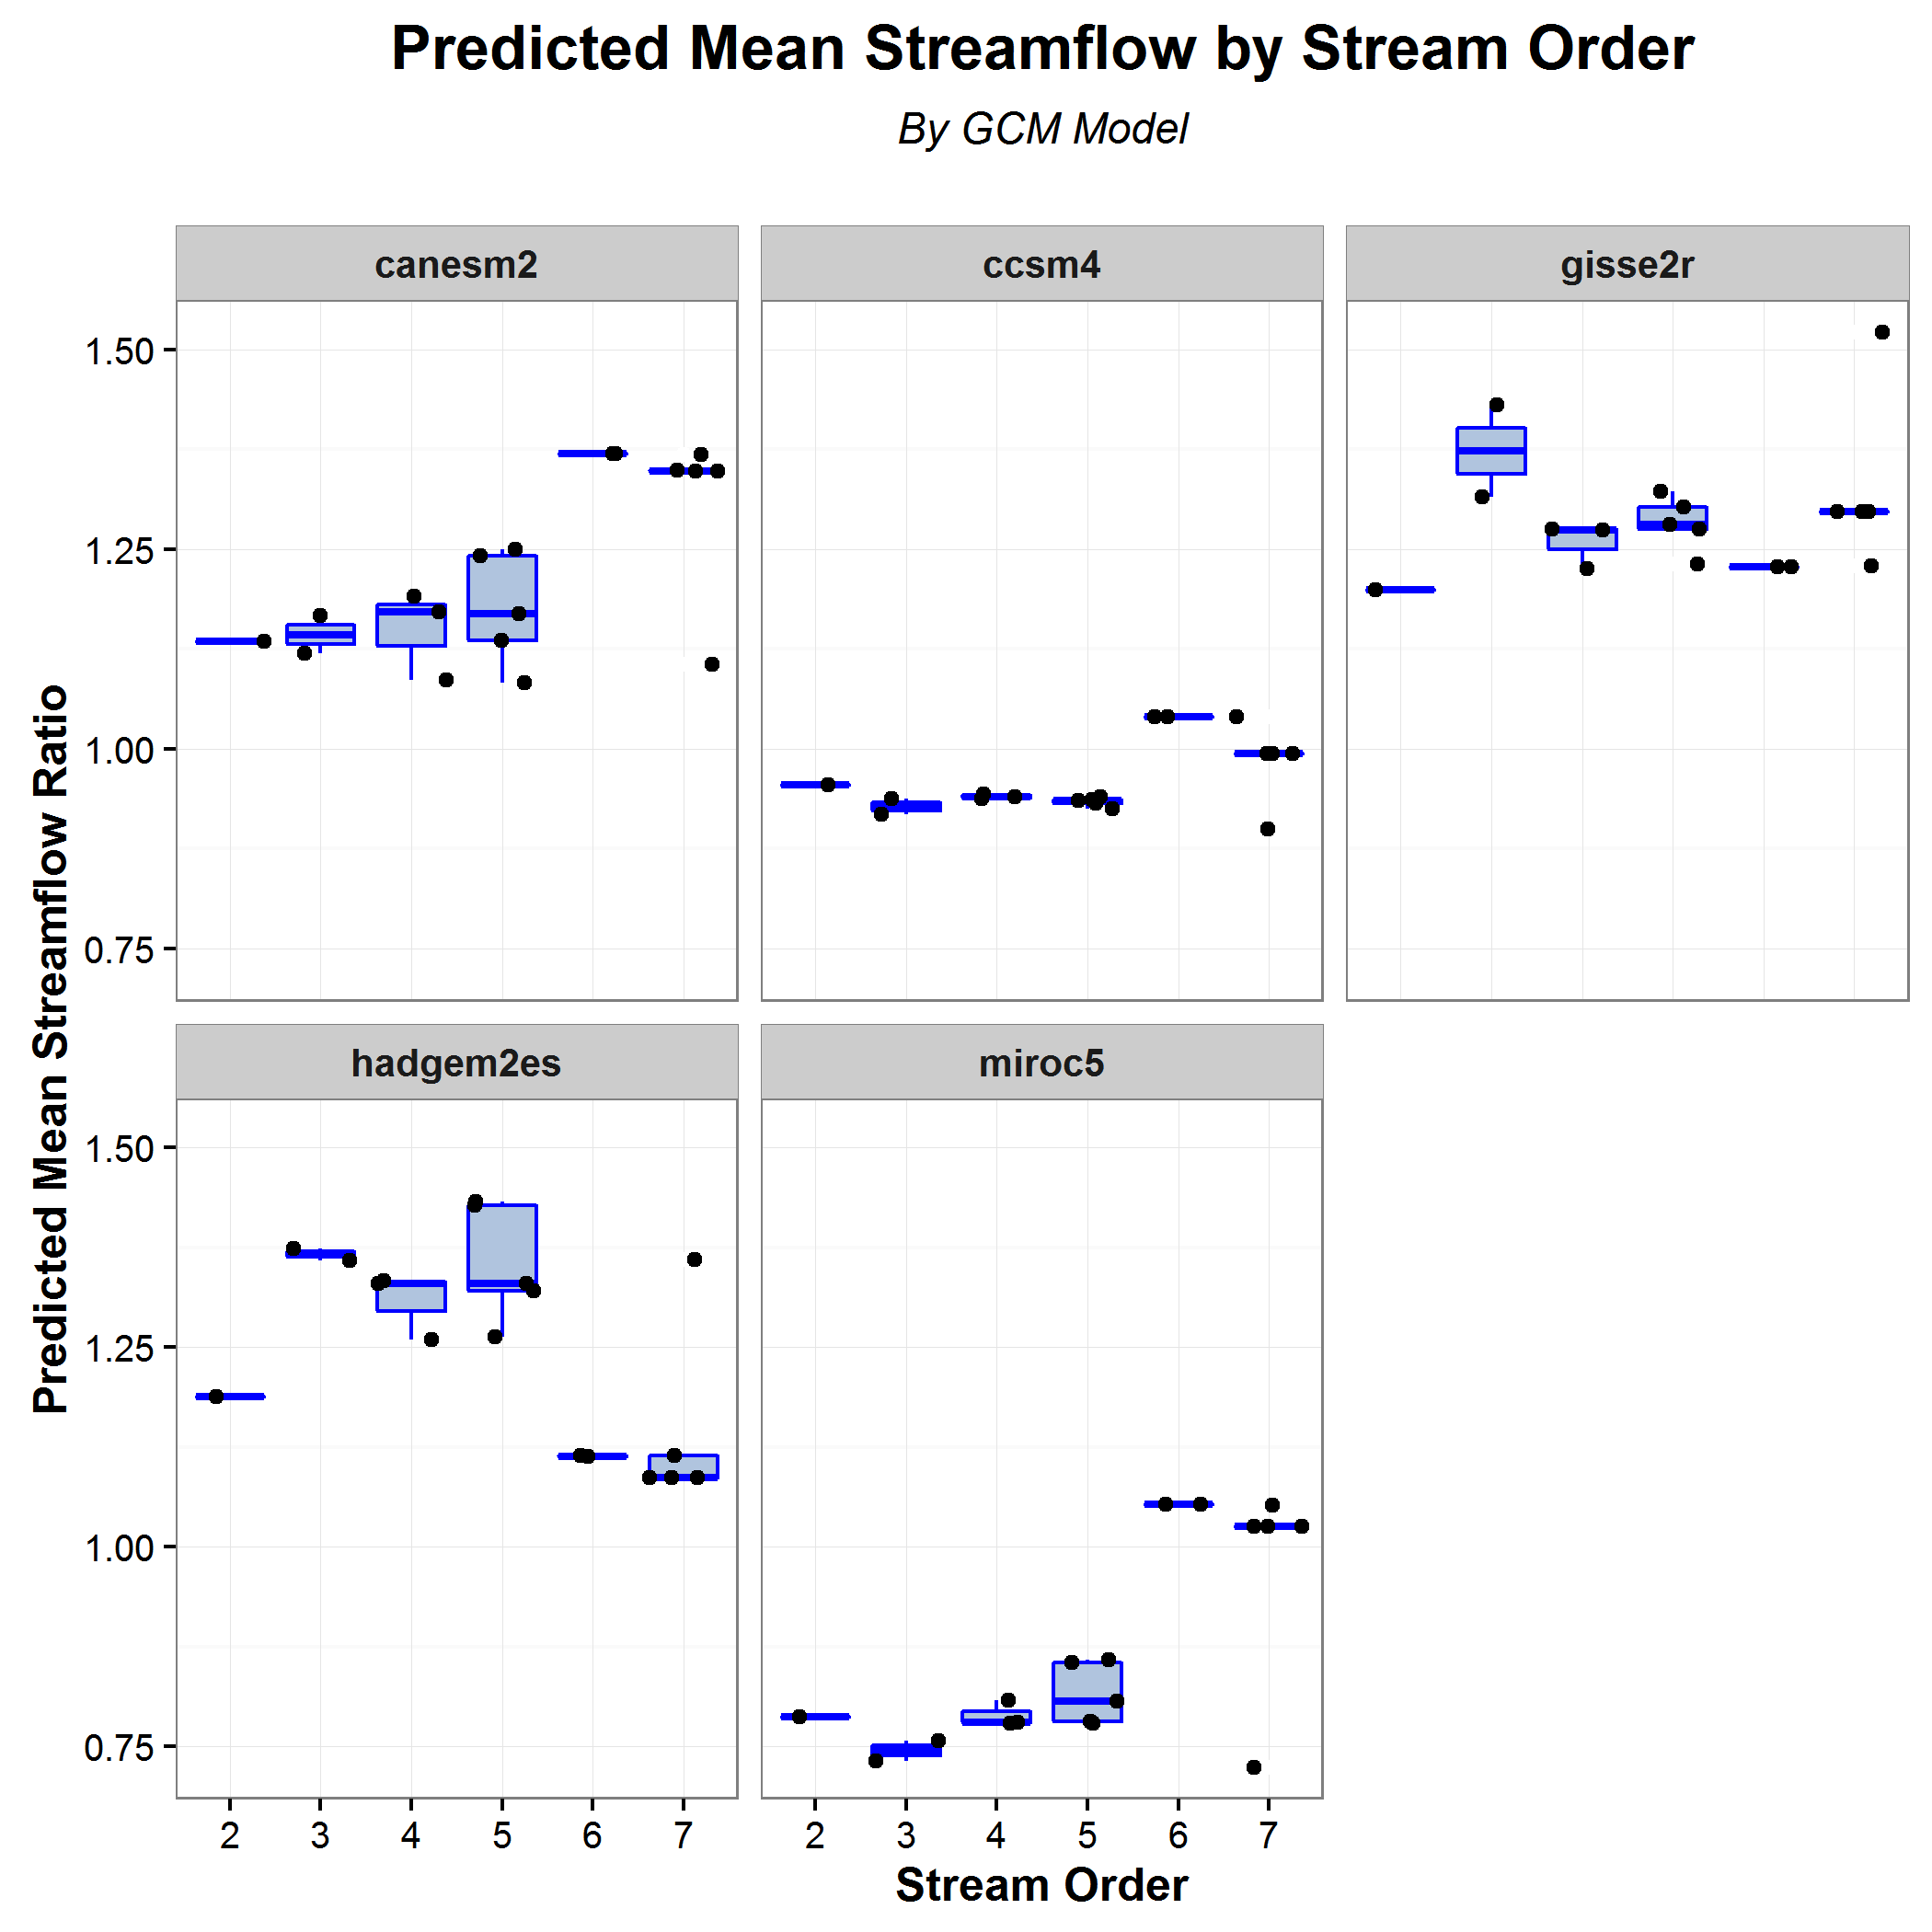 Predicted Mean Streamflow by Stream Order
By GCM Model
canesm2
ccsm4
gisse2r
1.50
1.25
1.00
0.75
Predicted Mean Streamflow Ratio
hadgem2es
miroc5
1.50
1.25
1.00
0.75
2 3 4 5 6 7
2 3 4 5 6 7
Stream Order